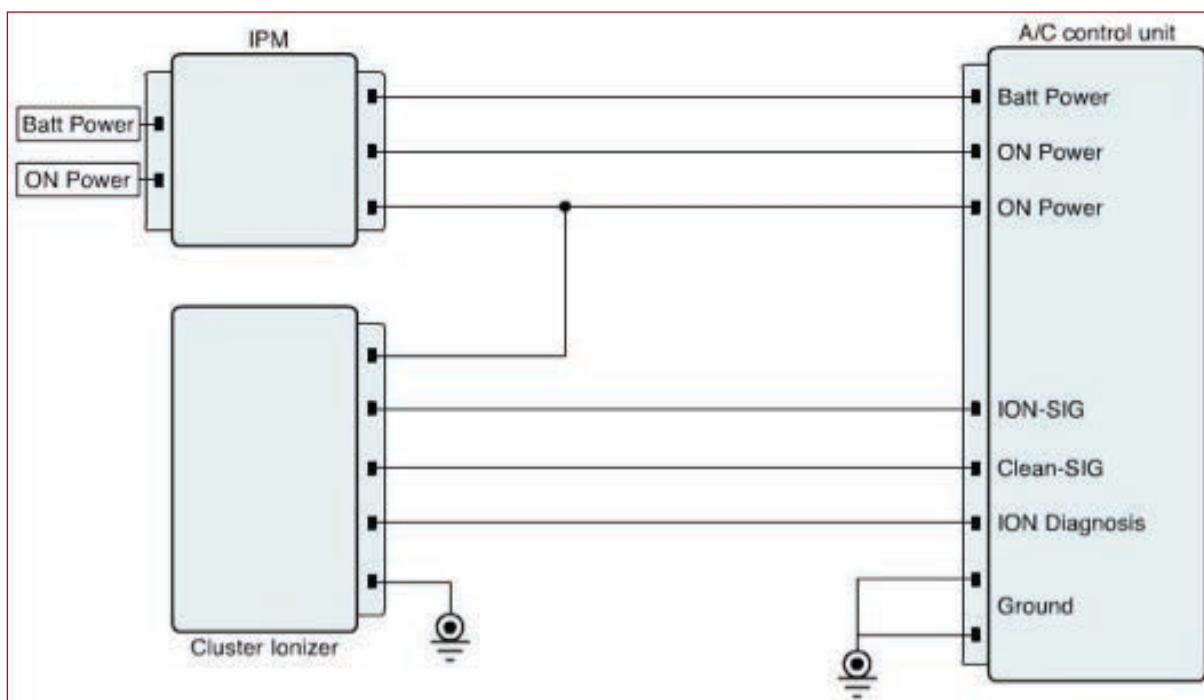 IPM
A/C control unit
Batt Power
ON Power
Batt Power
ON Power
ON Power
ION-SIG
Clean-SIG
ION Diagnosis
Ground
Cluster Ionizer